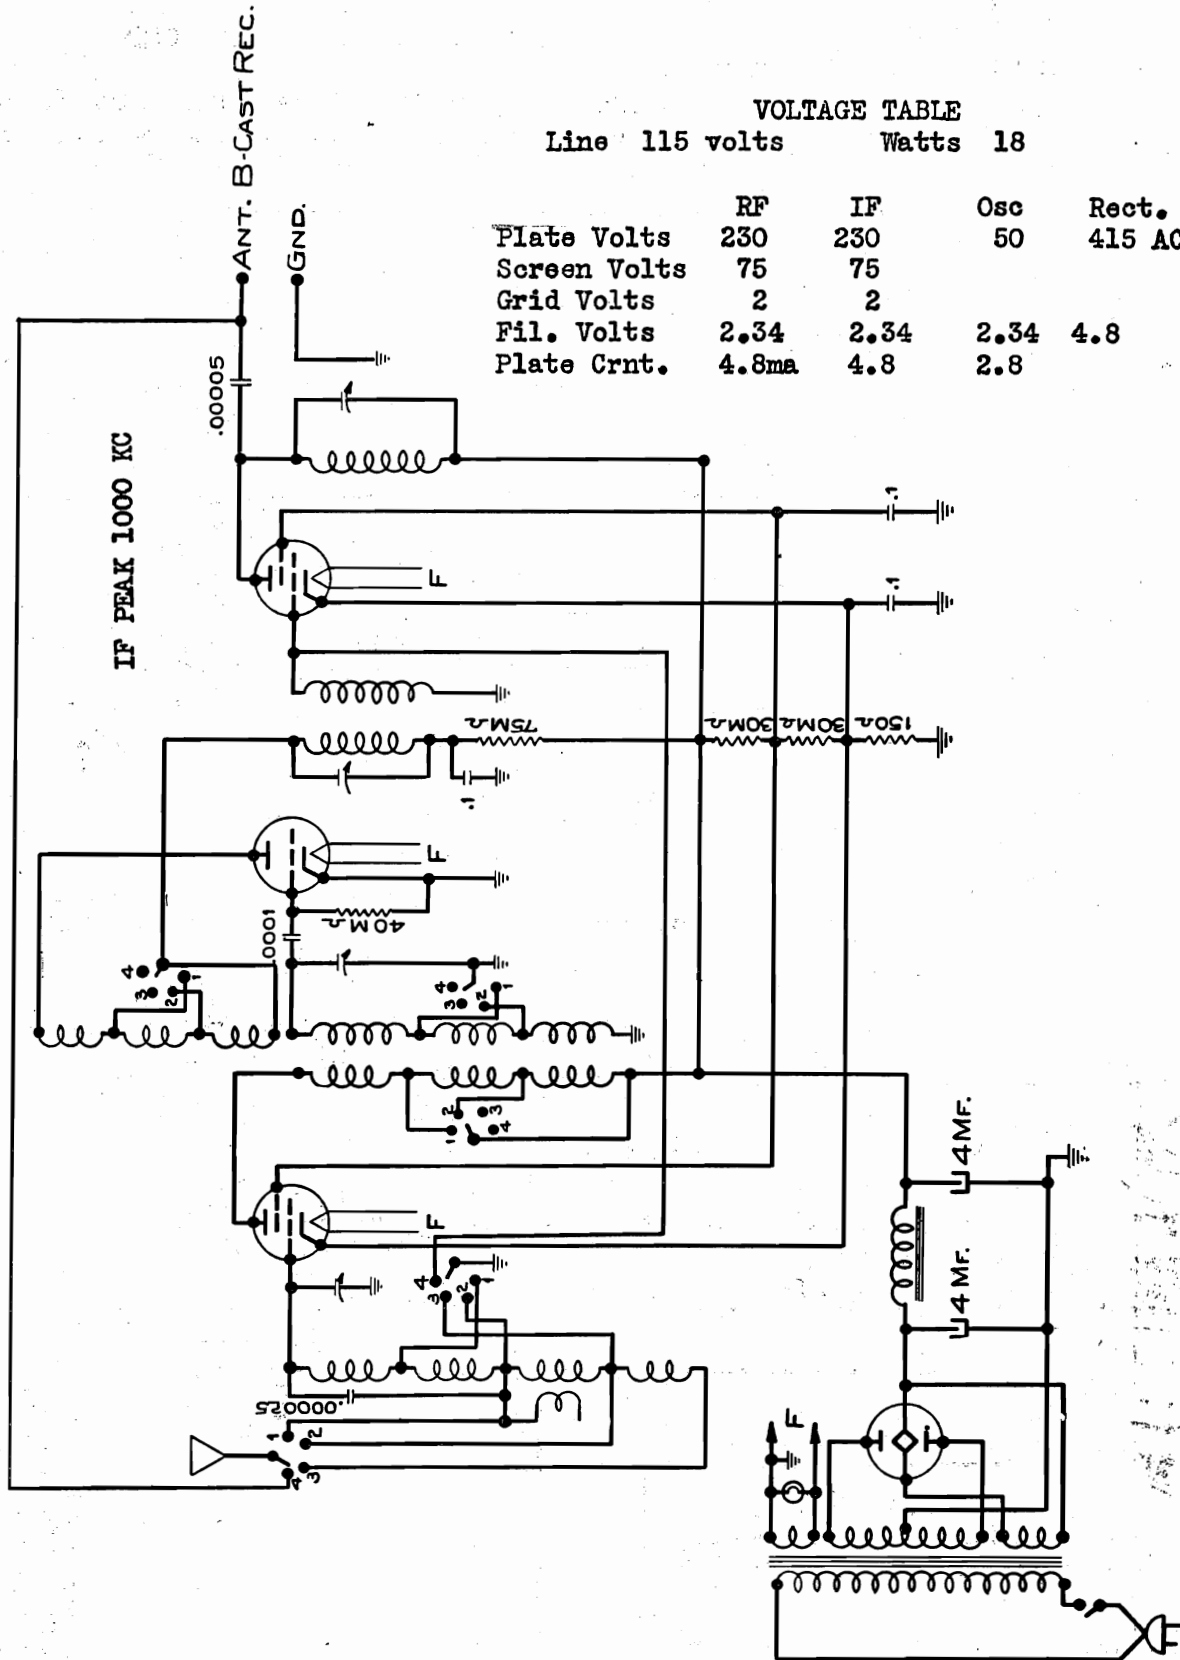 VOLTAGE TABLE
Line 115 volts Watts 18
RF IF Osc Rect.
Plate Volts 230 230 50 415 AC
Screen Volts 75 75
Grid Volts 2 2
Fil. Volts 2.34 2.34 2.34 4.8
Plate Crnt. 4.8ma 4.8 2.8
ANT. B-CAST REC.
GND.
.00005
IF PEAK 1000 KC
F
.1
.1
75MΩ
.1
30MΩ
30MΩ
150Ω
F
40MΩ
.0001
4
3
2
1
4
3
2
1
1
2
3
4
F
4
3
2
1
.000025
1
2
3
4
F
4 MF.
4 MF.